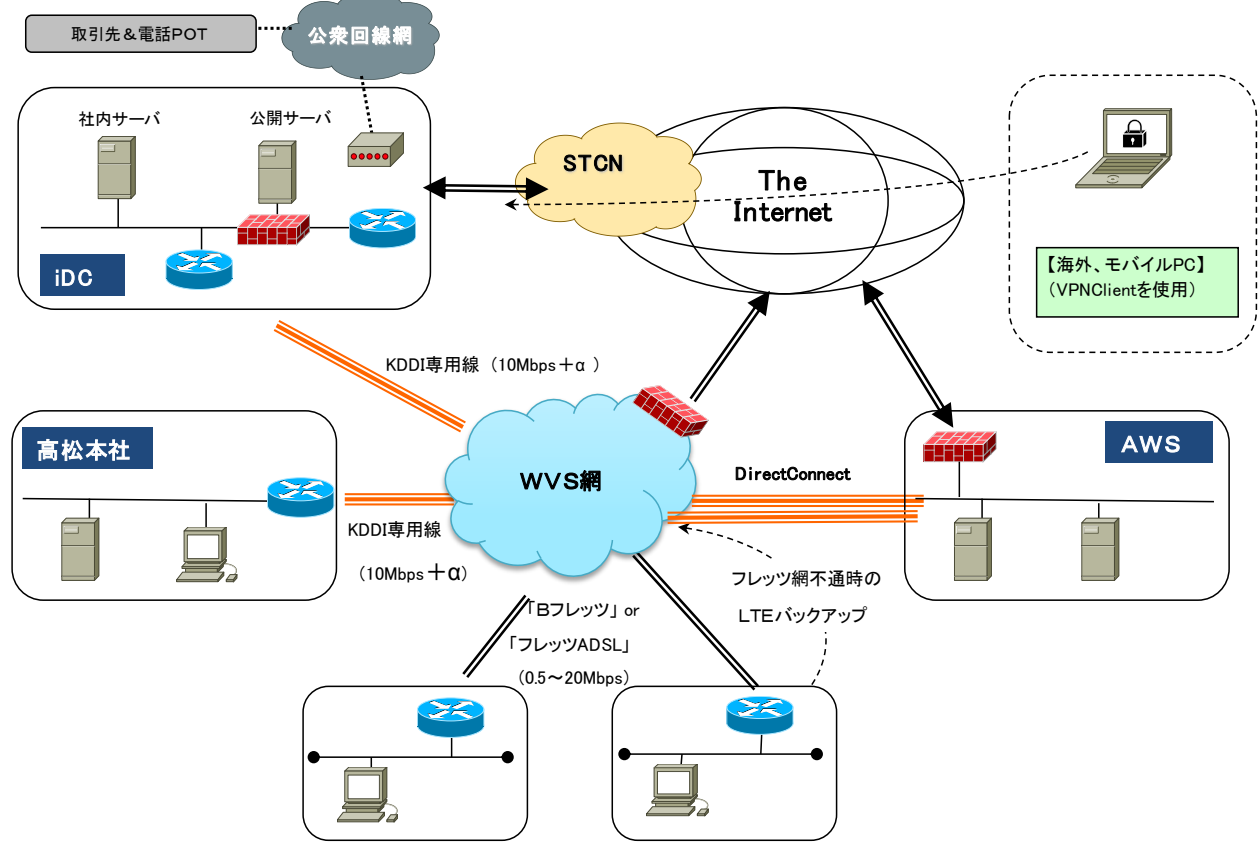 取引先＆電話POT
公衆回線網
社内サーバ
公開サーバ
STCN
The
Internet
iDC
【海外、モバイルPC】
（VPNClientを使用）
KDDI専用線（10Mbps＋α ）
高松本社
AWS
WVS網
DirectConnect
KDDI専用線
（10Mbps＋α）
フレッツ網不通時の
LTEバックアップ
「Bフレッツ」 or
「フレッツADSL」
（0.5～20Mbps）